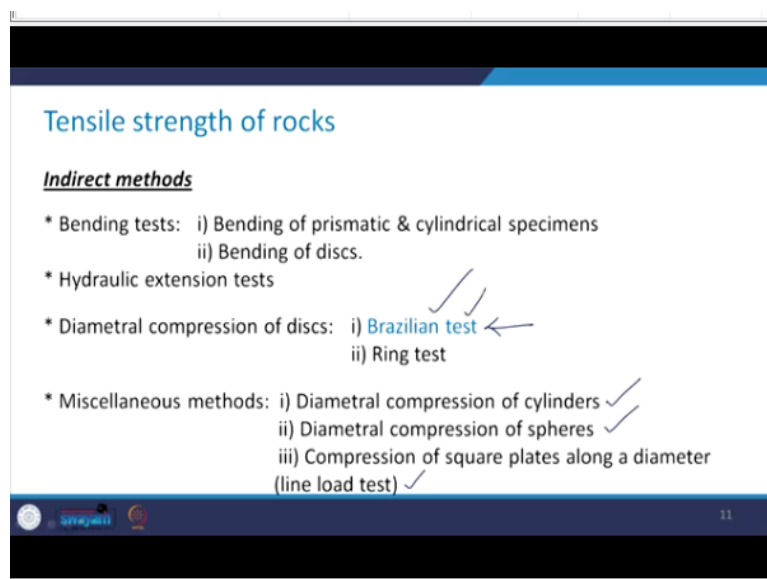 Tensile strength of rocks
Indirect methods
* Bending tests: i) Bending of prismatic & cylindrical specimens
ii) Bending of discs.
* Hydraulic extension tests
* Diametral compression of discs: i) Brazilian test
ii) Ring test
* Miscellaneous methods: i) Diametral compression of cylinders
ii) Diametral compression of spheres
iii) Compression of square plates along a diameter
(line load test)
swayam
11